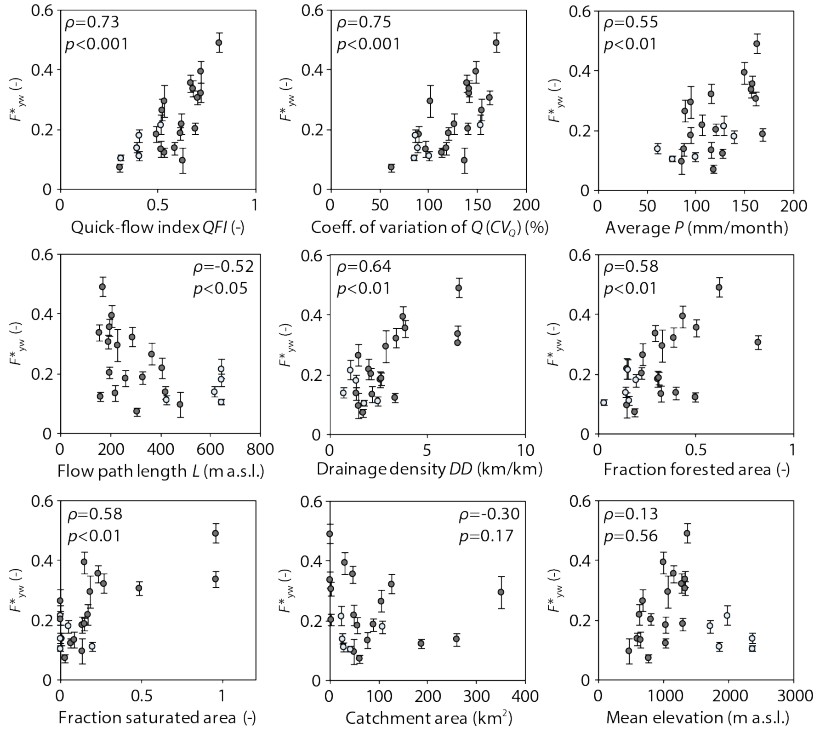 ρ=0.73
p<0.001
0.6
0.4
0.2
0
F*yw (-)
0 0.5 1
Quick-flow index QFI (-)
ρ=0.75
p<0.001
0.6
0.4
0.2
0
F*yw (-)
0 50 100 150 200
Coeff. of variation of Q (CVQ) (%)
ρ=0.55
p<0.01
0.6
0.4
0.2
0
F*yw (-)
0 50 100 150 200
Average P (mm/month)
ρ=-0.52
p<0.05
0.6
0.4
0.2
0
F*yw (-)
0 200 400 600 800
Flow path length L (m a.s.l.)
ρ=0.64
p<0.01
0.6
0.4
0.2
0
F*yw (-)
0 5 10
Drainage density DD (km/km)
ρ=0.58
p<0.01
0.6
0.4
0.2
0
F*yw (-)
0 0.5 1
Fraction forested area (-)
ρ=0.58
p<0.01
0.6
0.4
0.2
0
F*yw (-)
0 0.5 1
Fraction saturated area (-)
ρ=-0.30
p=0.17
0.6
0.4
0.2
0
F*yw (-)
0 100 200 300 400
Catchment area (km²)
ρ=0.13
p=0.56
0.6
0.4
0.2
0
F*yw (-)
0 1000 2000 3000
Mean elevation (m a.s.l.)